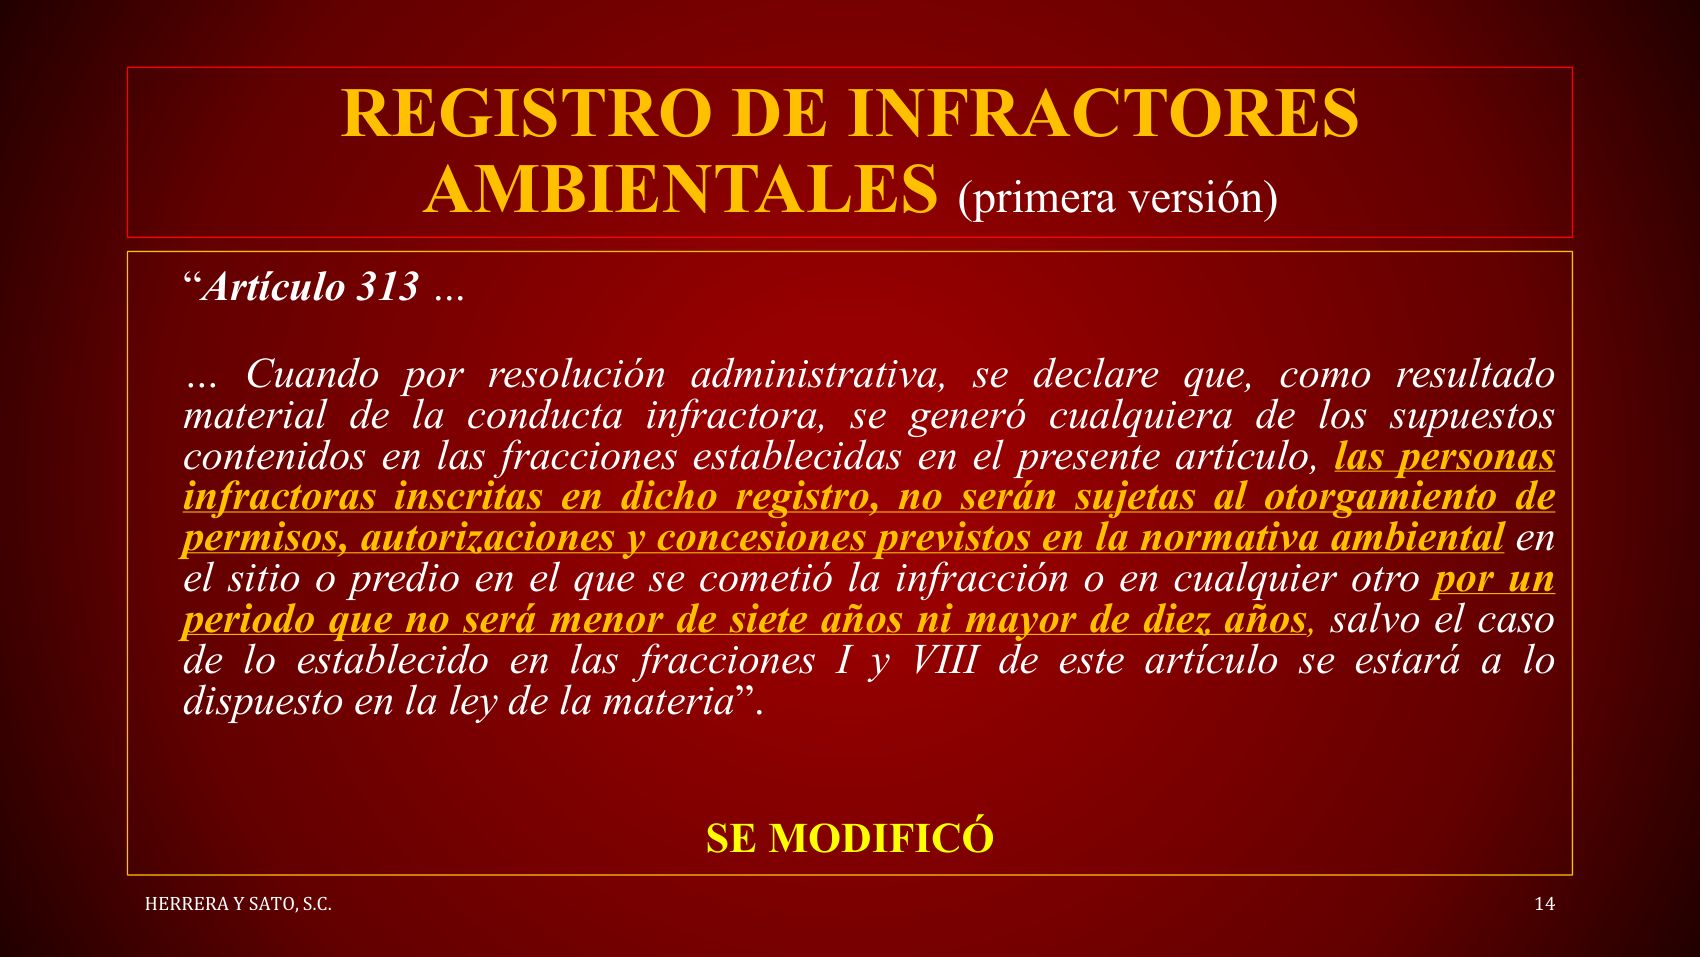 REGISTRO DE INFRACTORES
AMBIENTALES (primera versión)
“Artículo 313 …
… Cuando por resolución administrativa, se declare que, como resultado
material de la conducta infractora, se generó cualquiera de los supuestos
contenidos en las fracciones establecidas en el presente artículo, las personas
infractoras inscritas en dicho registro, no serán sujetas al otorgamiento de
permisos, autorizaciones y concesiones previstos en la normativa ambiental en
el sitio o predio en el que se cometió la infracción o en cualquier otro por un
periodo que no será menor de siete años ni mayor de diez años, salvo el caso
de lo establecido en las fracciones I y VIII de este artículo se estará a lo
dispuesto en la ley de la materia”.
SE MODIFICÓ
HERRERA Y SATO, S.C.
14